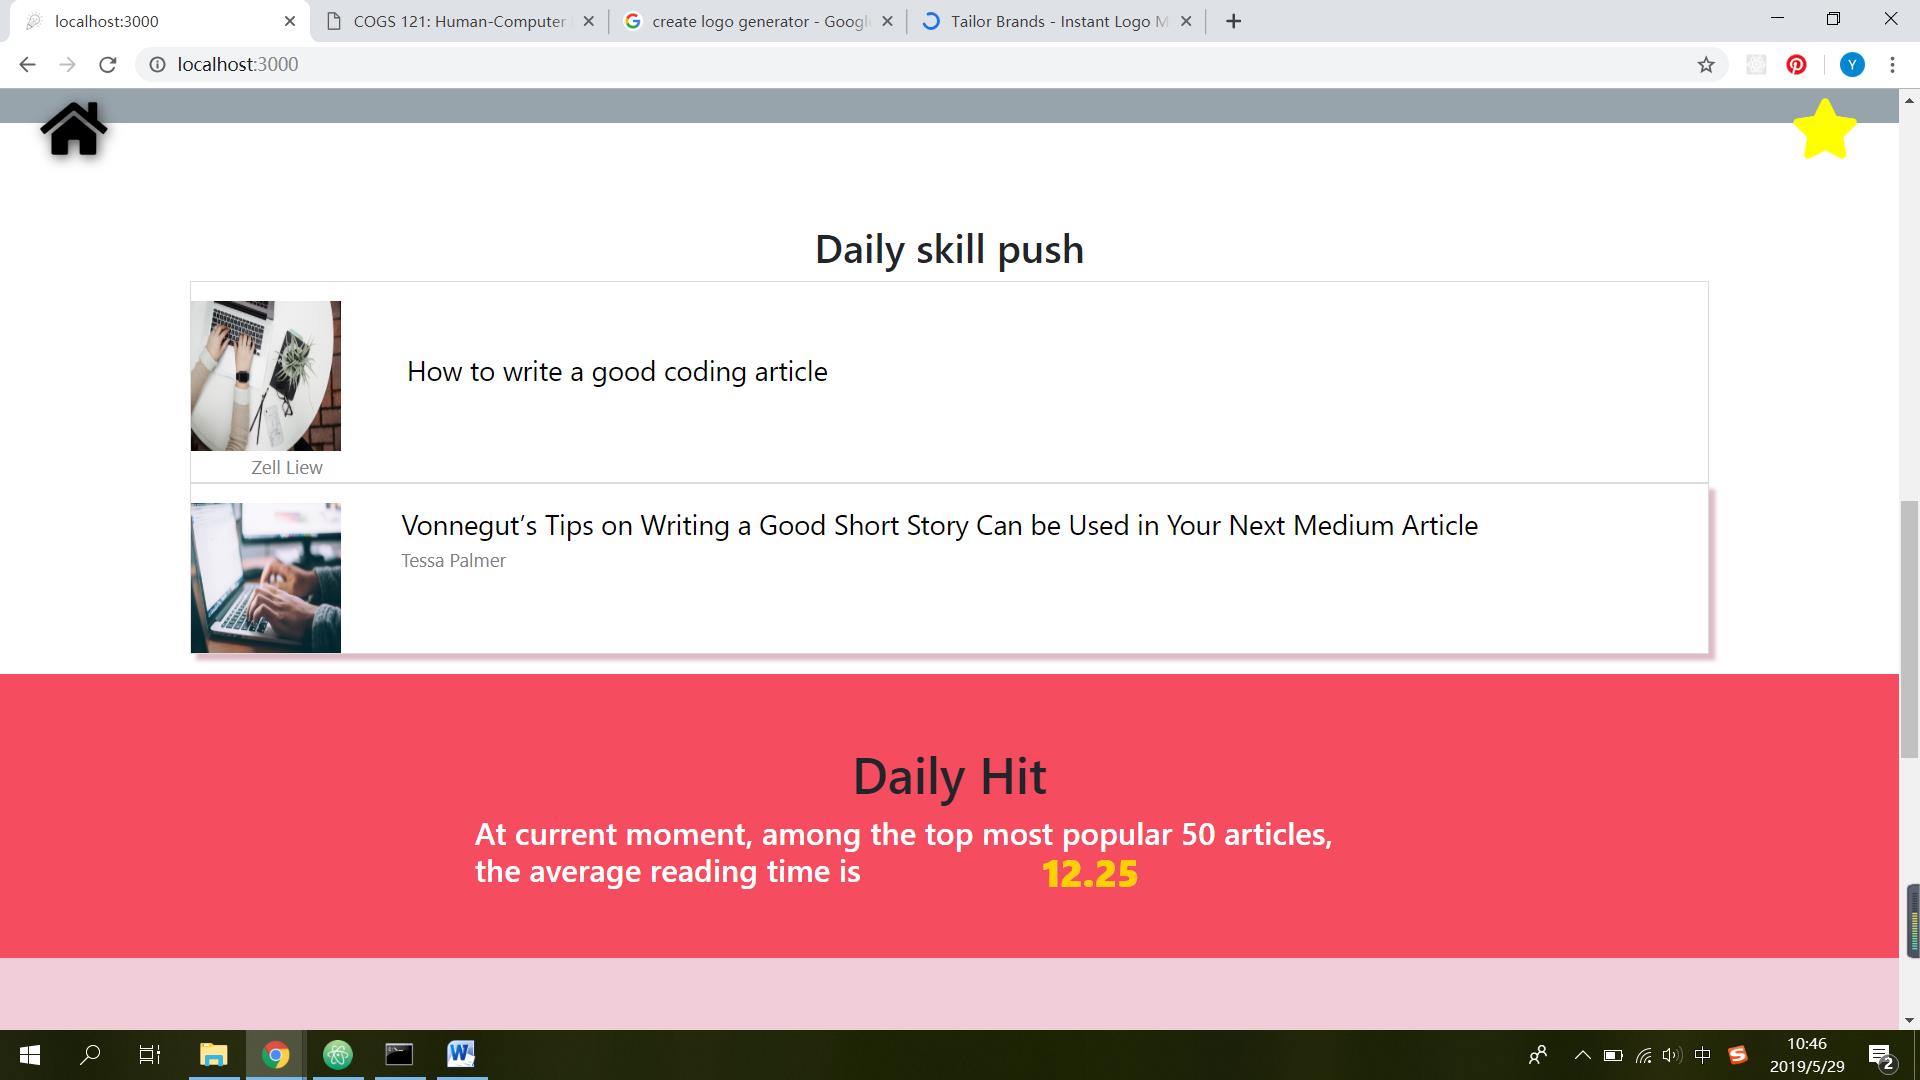 localhost:3000
COGS 121: Human-Computer
create logo generator - Googl
Tailor Brands - Instant Logo M
localhost:3000
Y
Daily skill push
How to write a good coding article
Zell Liew
Vonnegut’s Tips on Writing a Good Short Story Can be Used in Your Next Medium Article
Tessa Palmer
Daily Hit
At current moment, among the top most popular 50 articles,
the average reading time is 12.25
中
10:46
2019/5/29
2